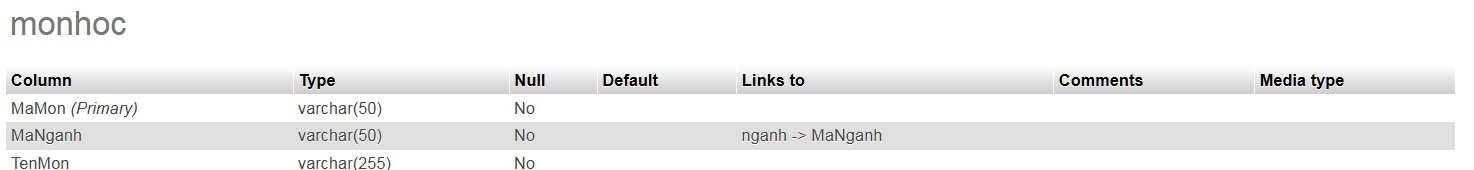 monhoc
Column Type Null Default Links to Comments Media type
MaMon (Primary) varchar(50) No
MaNganh varchar(50) No nganh -> MaNganh
TenMon varchar(255) No